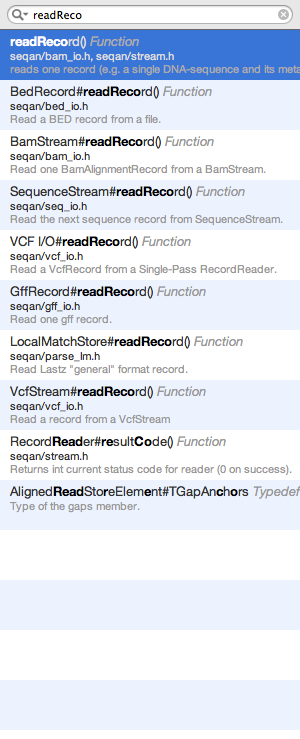 readReco
readRecord() Function
seqan/bam_io.h, seqan/stream.h
reads one record (e.g. a single DNA-sequence and its meta
BedRecord#readRecord() Function
seqan/bed_io.h
Read a BED record from a file.
BamStream#readRecord() Function
seqan/bam_io.h
Read one BamAlignmentRecord from a BamStream.
SequenceStream#readRecord() Function
seqan/seq_io.h
Read the next sequence record from SequenceStream.
VCF I/O#readRecord() Function
seqan/vcf_io.h
Read a VcfRecord from a Single-Pass RecordReader.
GffRecord#readRecord() Function
seqan/gff_io.h
Read one gff record.
LocalMatchStore#readRecord() Function
seqan/parse_lm.h
Read Lastz "general" format record.
VcfStream#readRecord() Function
seqan/vcf_io.h
Read a record from a VcfStream
RecordReader#resultCode() Function
seqan/stream.h
Returns int current status code for reader (0 on success).
AlignedReadStoreElement#TGapAnchors Typedef
Type of the gaps member.